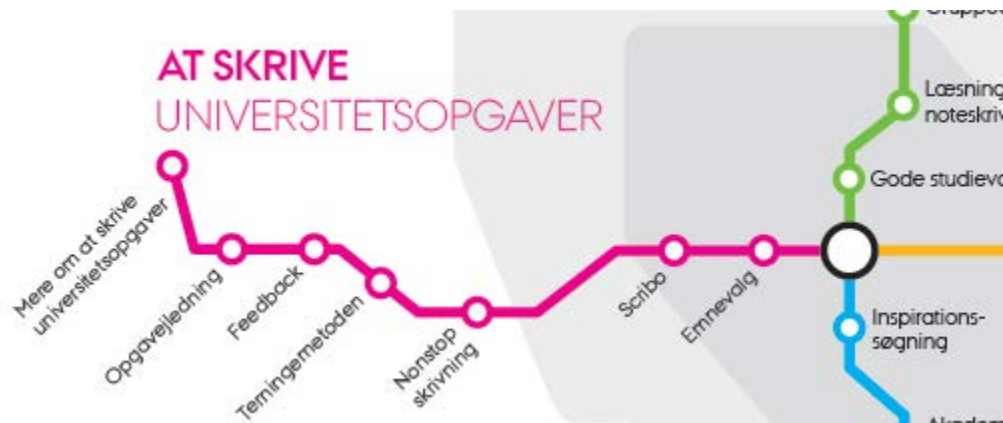 AT SKRIVE
UNIVERSITETSOPGAVER
Læsning
Gode
Mere om at skrive
universitetsopgaver
Opgavejledning
Feedback
Terningemetoden
Nonstop
skrivning
Scribo
Emnevalg
Inspirations-
søgning